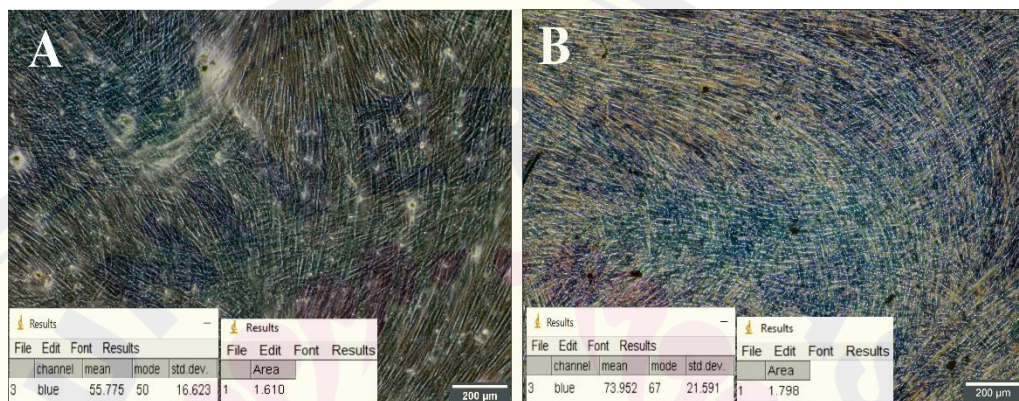 A
Results
File Edit Font Results
channel mean mode std.dev.
3 blue 55.775 50 16.623
Results
File Edit Font Results
Area
1 1.610
200 µm
B
Results
File Edit Font Results
channel mean mode std.dev.
3 blue 73.952 67 21.591
Results
File Edit Font Results
Area
1 1.798
200 µm